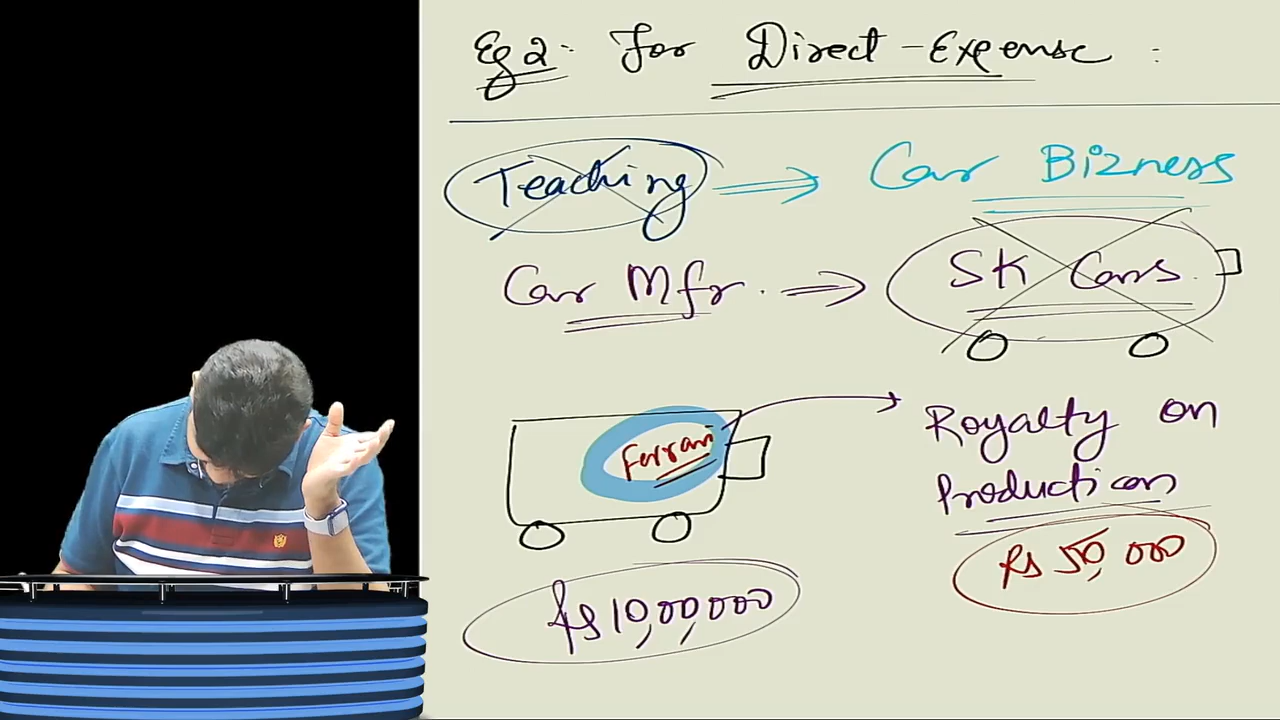 Eg 2: For Direct-Expense:
Teaching ⇒ Car Bizness
Car Mfr. ⇒ SK Cars.
Ferrari
Royalty on
Production
Rs 50,000
Rs 10,00,000